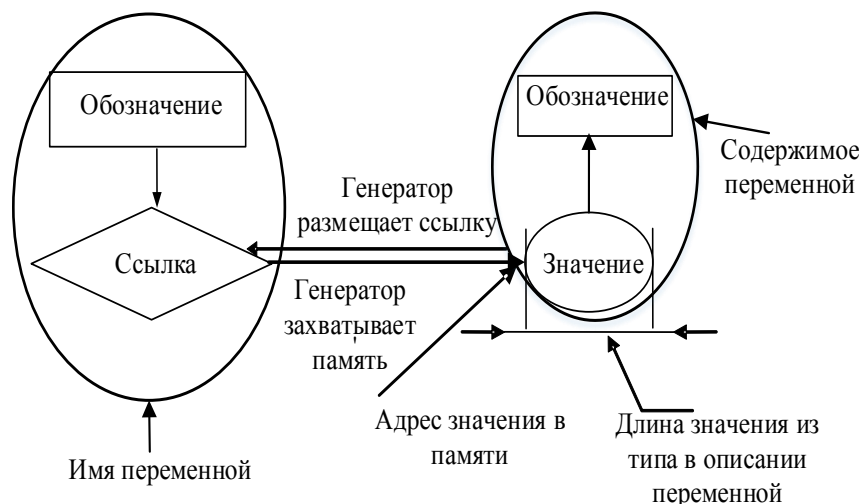 Обозначение
Ссылка
Имя переменной
Генератор
размещает ссылку
Генератор
захватывает
память
Обозначение
Значение
Содержимое
переменной
Адрес значения в
памяти
Длина значения из
типа в описании
переменной